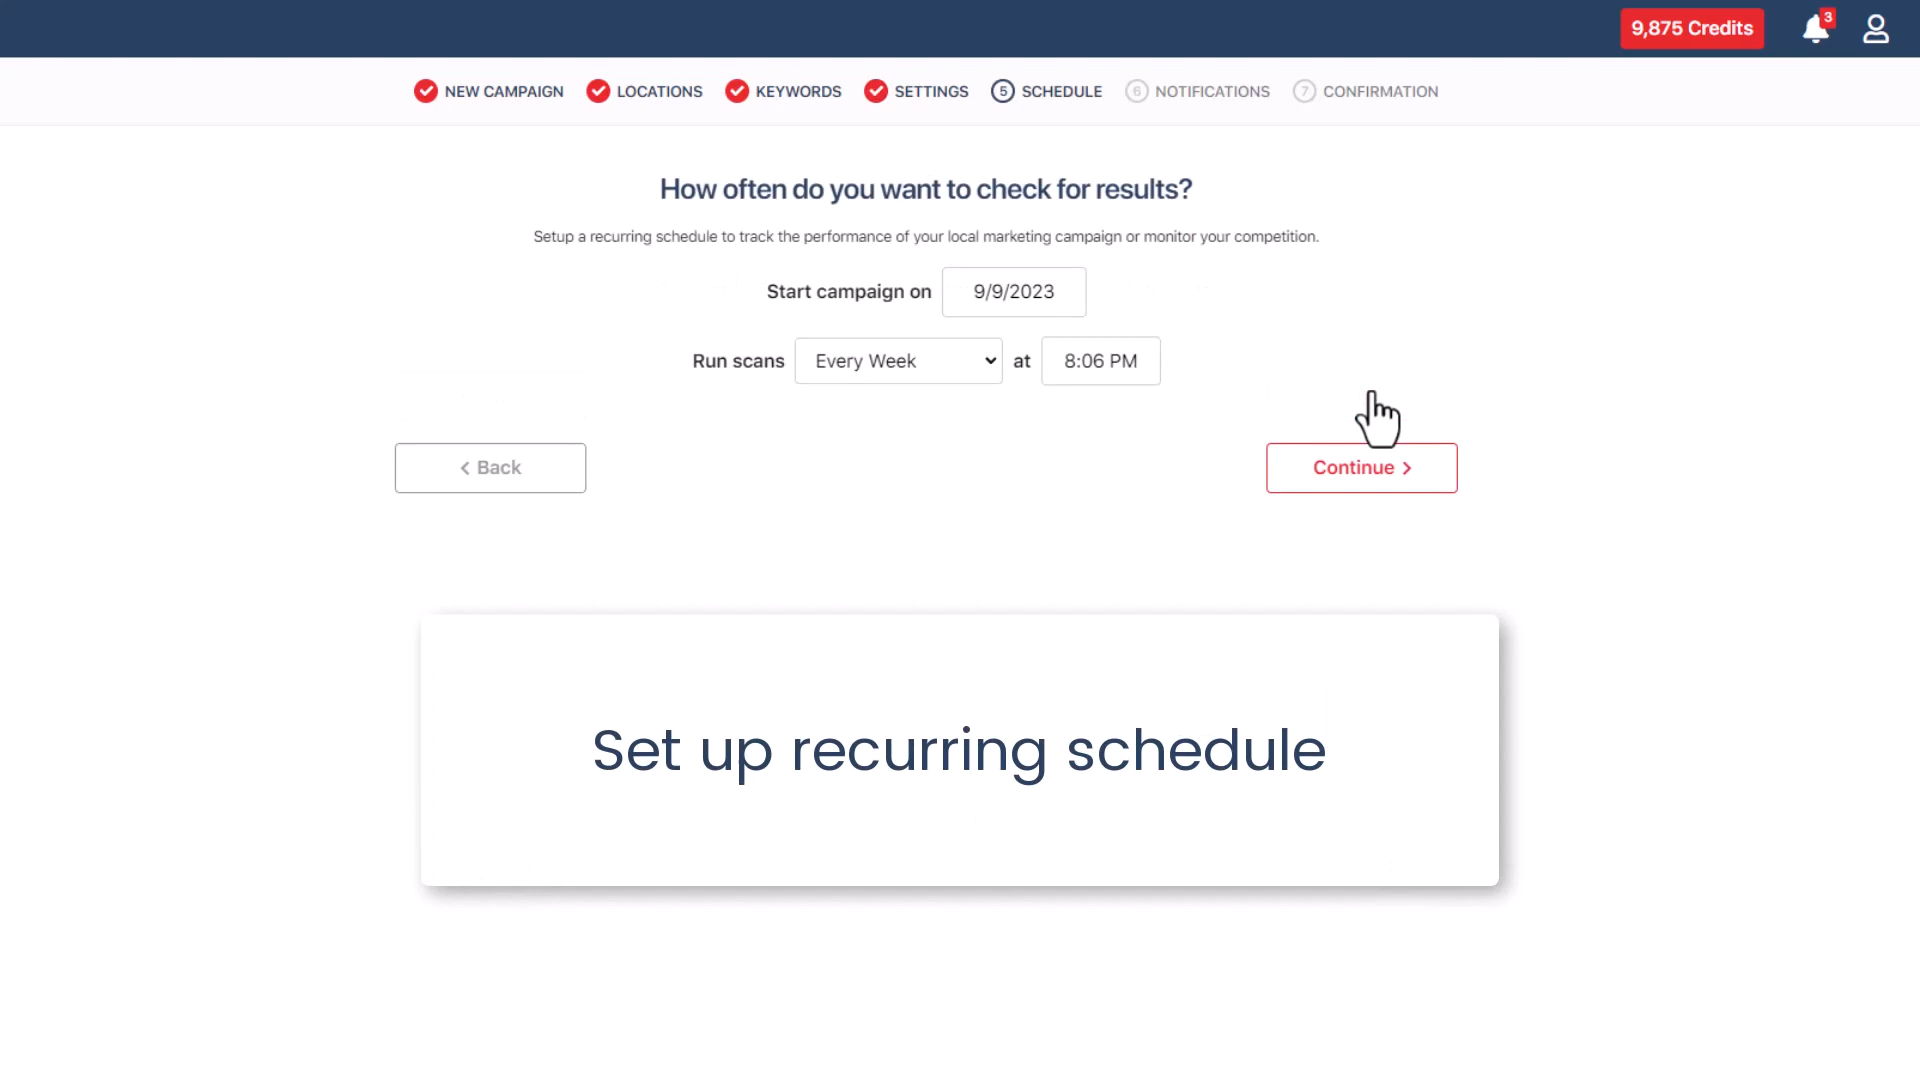 9,875 Credits 3
NEW CAMPAIGN LOCATIONS KEYWORDS SETTINGS 5 SCHEDULE 6 NOTIFICATIONS 7 CONFIRMATION
How often do you want to check for results?
Setup a recurring schedule to track the performance of your local marketing campaign or monitor your competition.
Start campaign on 9/9/2023
Run scans Every Week at 8:06 PM
Back Continue
Set up recurring schedule